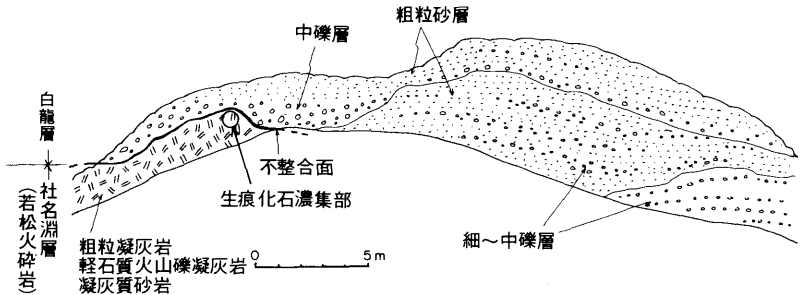 粗粒砂層
中礫層
白龍層
社名淵層
(若松火砕岩)
不整合面
生痕化石濃集部
細～中礫層
粗粒凝灰岩
軽石質火山礫凝灰岩
凝灰質砂岩
0 5m